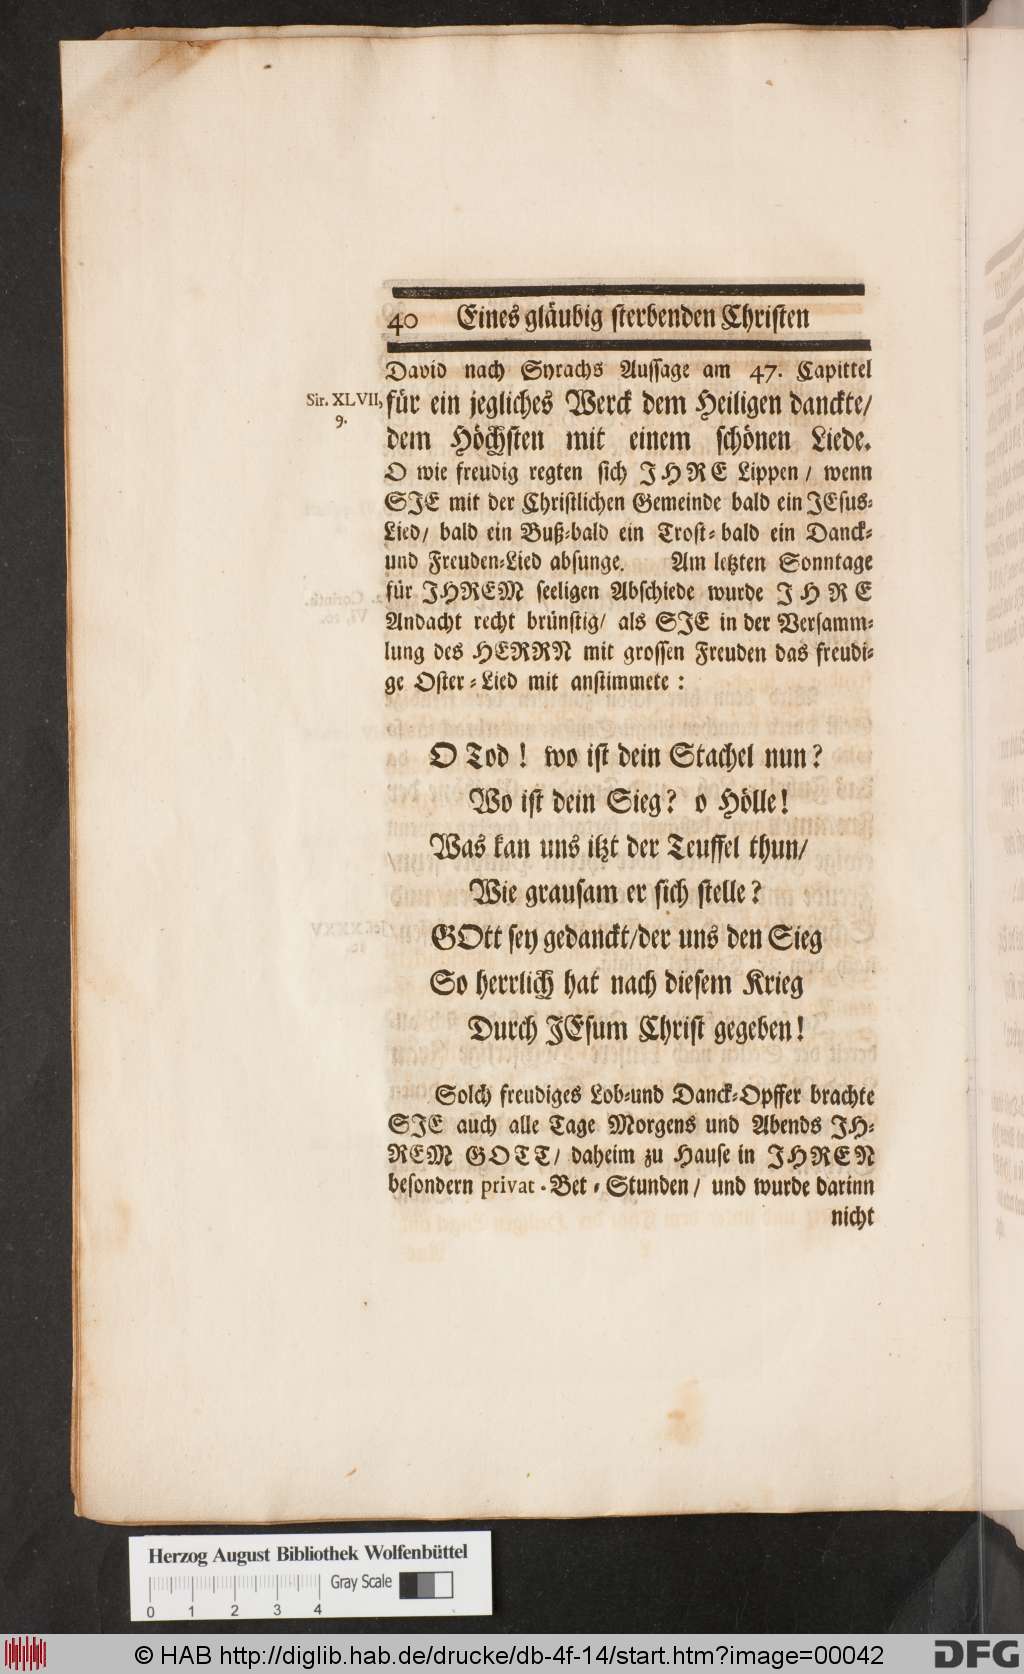 40 Eines gläubig sterbenden Christen
David nach Syrachs Aussage am 47. Capittel
Sir. XLVII, für ein jegliches Werck dem Heiligen danckte/
9.
dem Höchsten mit einem schönen Liede.
O wie freudig regten sich JHRE Lippen / wenn
SJE mit der Christlichen Gemeinde bald ein JEsus-
Lied/ bald ein Buß-bald ein Trost-bald ein Danck-
und Freuden-Lied absunge. Am letzten Sonntage
für JHREM seeligen Abschiede wurde JHRE
Andacht recht brünstig/ als SJE in der Versamm-
lung des HERRN mit grossen Freuden das freudi-
ge Oster-Lied mit anstimmete :
O Tod ! wo ist dein Stachel nun ?
Wo ist dein Sieg ? o Hölle !
Was kan uns itzt der Teuffel thun/
Wie grausam er sich stelle ?
GOtt sey gedanckt/der uns den Sieg
So herrlich hat nach diesem Krieg
Durch JEsum Christ gegeben !
Solch freudiges Lob-und Danck-Opffer brachte
SJE auch alle Tage Morgens und Abends JH-
REM GOTT/ daheim zu Hause in JHREN
besondern privat-Bet-Stunden/ und wurde darinn
nicht
Herzog August Bibliothek Wolfenbüttel
Gray Scale
0 1 2 3 4
© HAB http://diglib.hab.de/drucke/db-4f-14/start.htm?image=00042
DFG